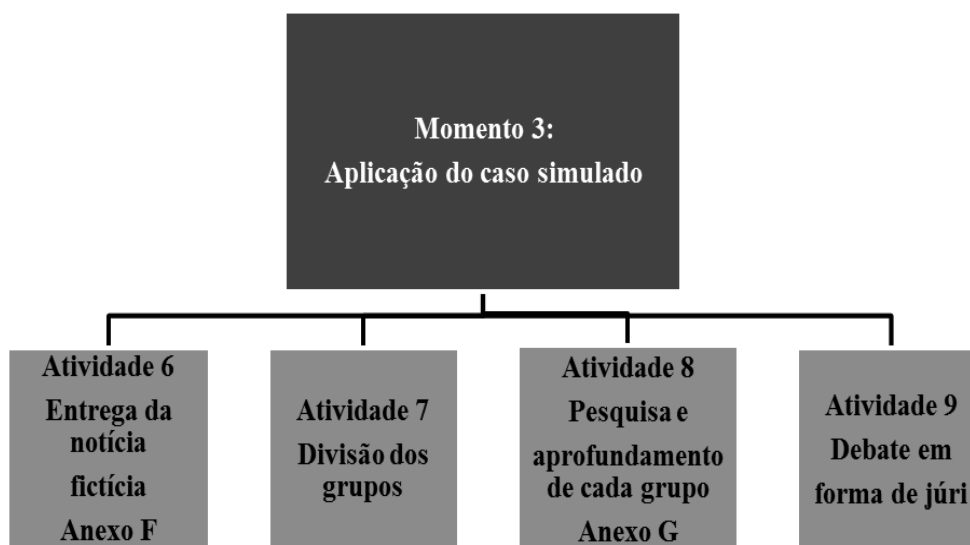 Momento 3:
Aplicação do caso simulado
Atividade 6
Entrega da
notícia
fictícia
Anexo F
Atividade 7
Divisão dos
grupos
Atividade 8
Pesquisa e
aprofundamento
de cada grupo
Anexo G
Atividade 9
Debate em
forma de júri